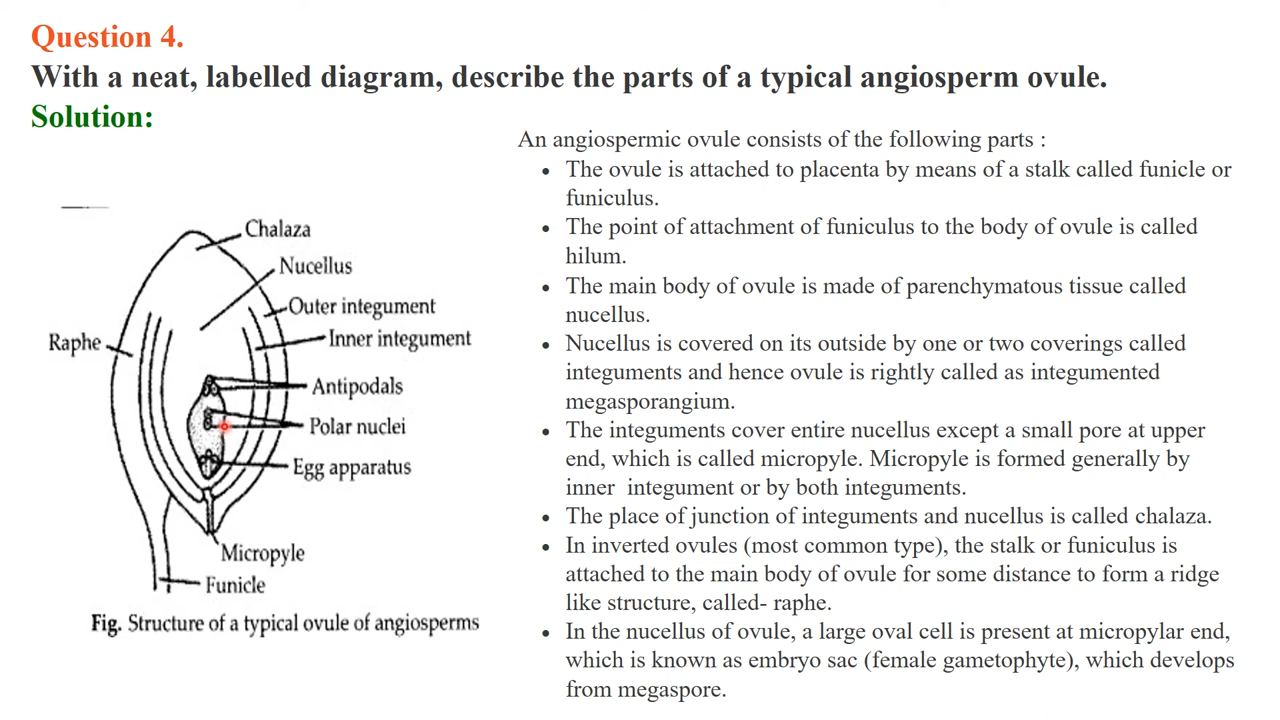 Question 4.
With a neat, labelled diagram, describe the parts of a typical angiosperm ovule.
Solution:
Chalaza
Nucellus
Outer integument
Inner integument
Raphe
Antipodals
Polar nuclei
Egg apparatus
Micropyle
Funicle
Fig. Structure of a typical ovule of angiosperms
An angiospermic ovule consists of the following parts :
• The ovule is attached to placenta by means of a stalk called funicle or
funiculus.
• The point of attachment of funiculus to the body of ovule is called
hilum.
• The main body of ovule is made of parenchymatous tissue called
nucellus.
• Nucellus is covered on its outside by one or two coverings called
integuments and hence ovule is rightly called as integumented
megasporangium.
• The integuments cover entire nucellus except a small pore at upper
end, which is called micropyle. Micropyle is formed generally by
inner integument or by both integuments.
• The place of junction of integuments and nucellus is called chalaza.
• In inverted ovules (most common type), the stalk or funiculus is
attached to the main body of ovule for some distance to form a ridge
like structure, called- raphe.
• In the nucellus of ovule, a large oval cell is present at micropylar end,
which is known as embryo sac (female gametophyte), which develops
from megaspore.